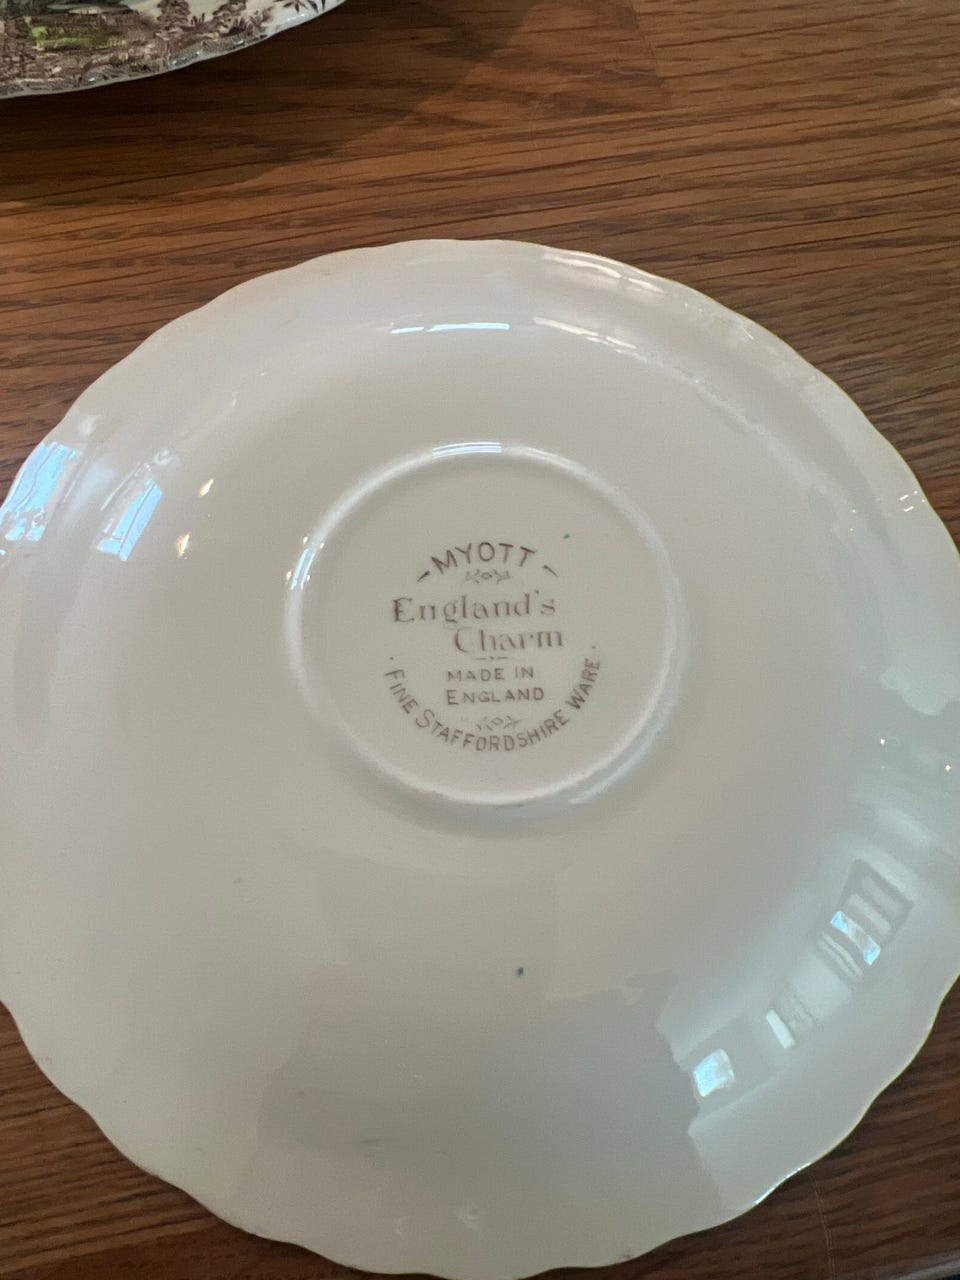 -MYOTT-
England's
Charm
MADE IN
ENGLAND
· FINE STAFFORDSHIRE WARE ·